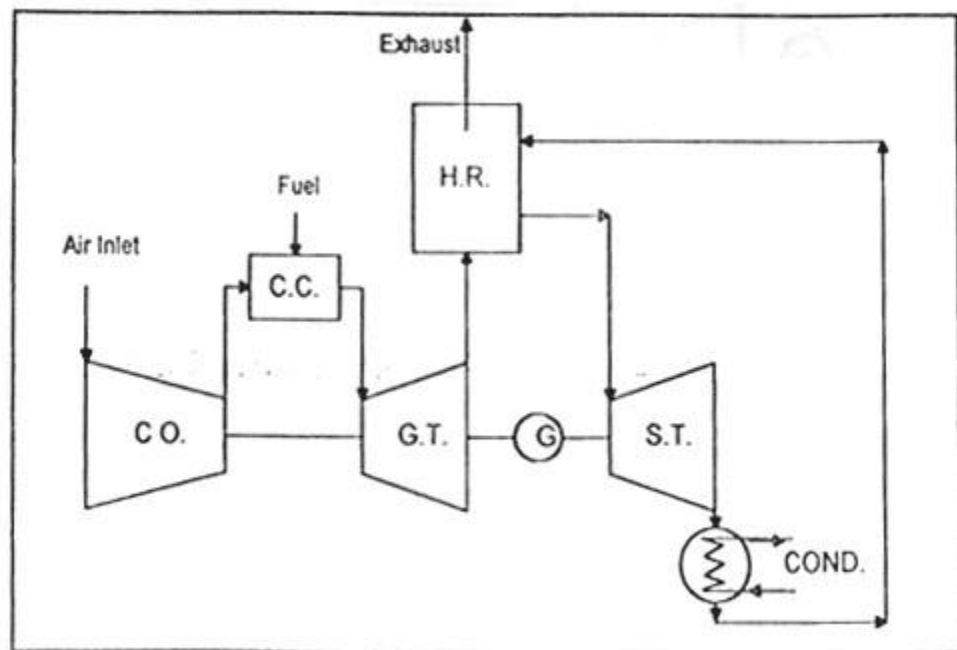 Exhaust
H.R.
Fuel
Air Inlet
C.C.
C O.
G.T.
G
S.T.
COND.